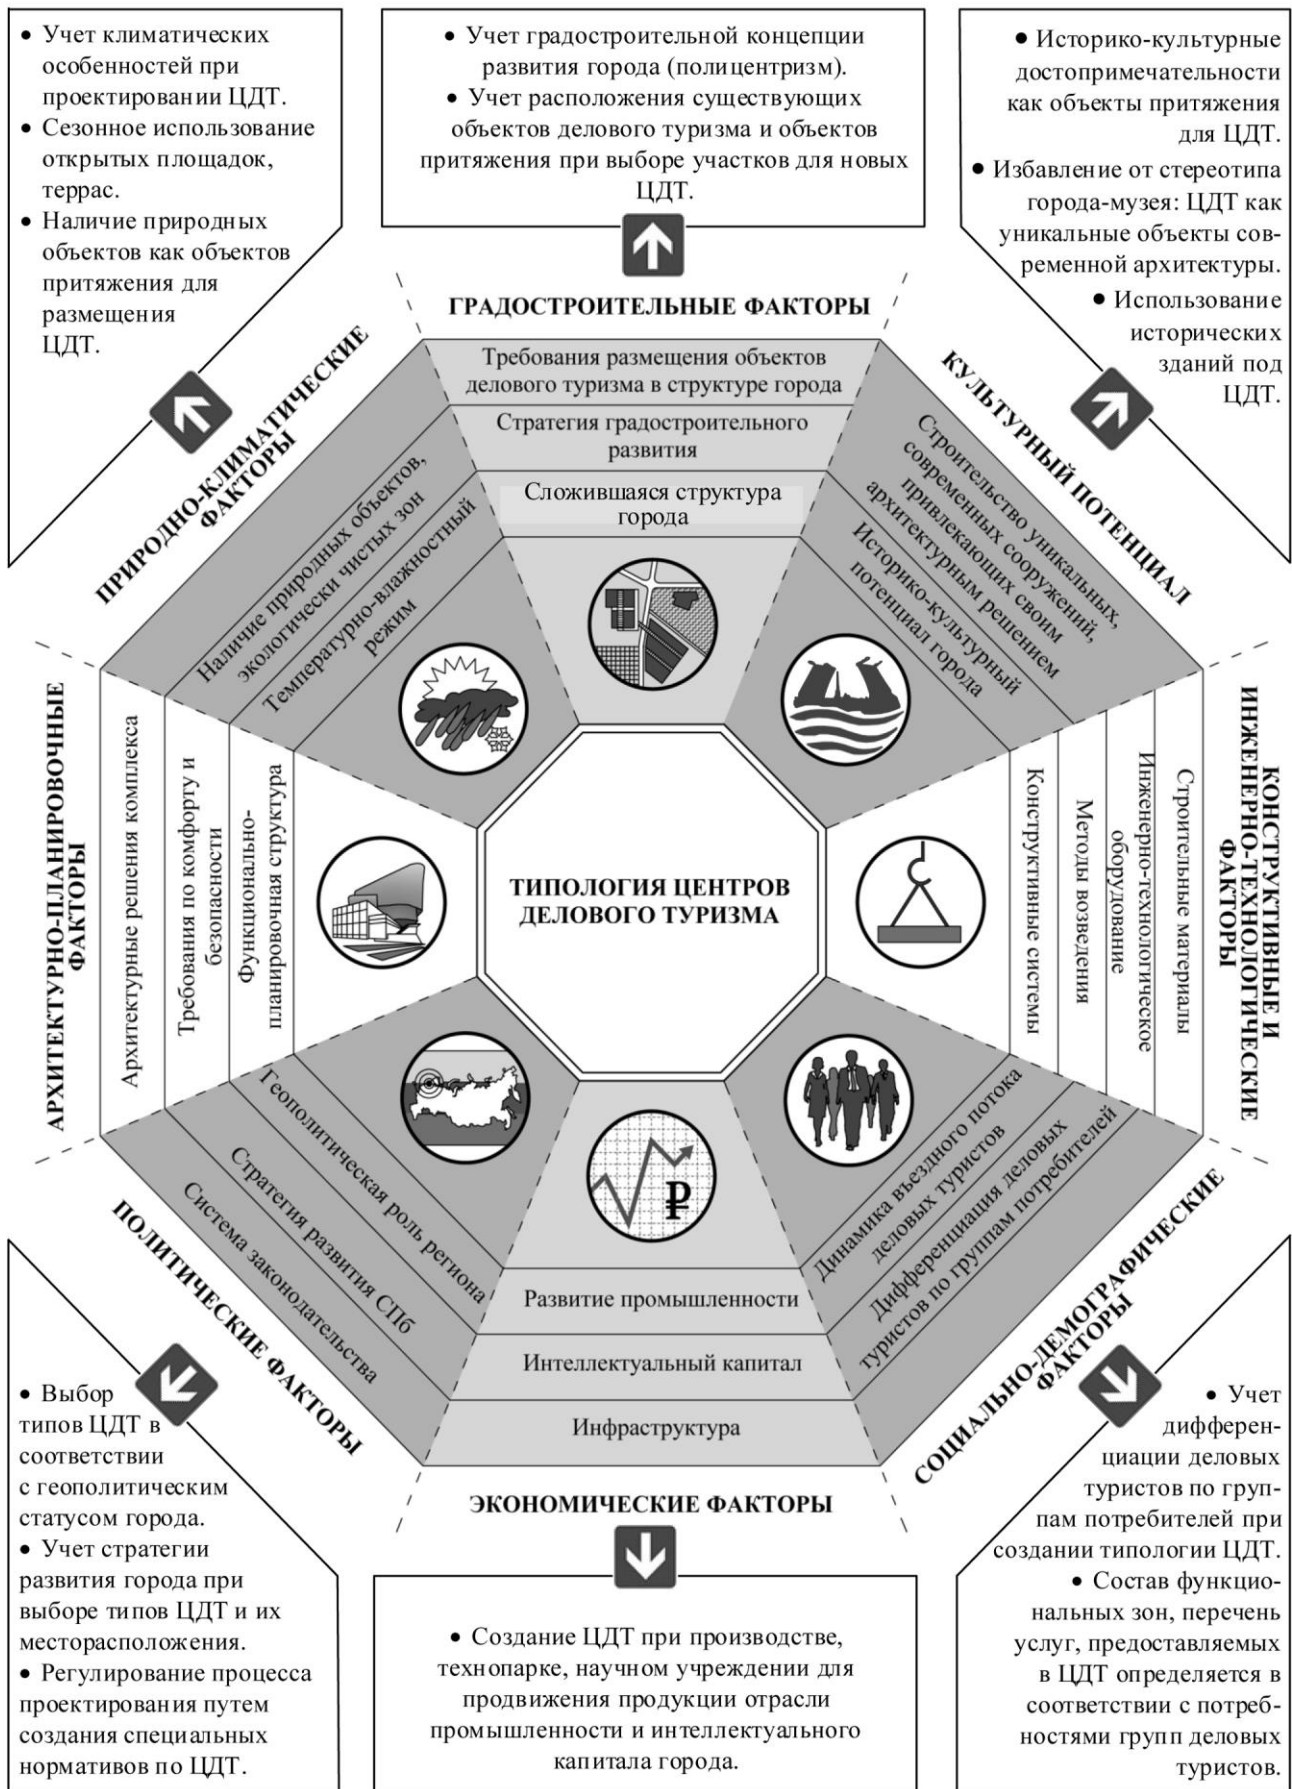 • Учет климатических
особенностей при
проектировании ЦДТ.
• Сезонное использование
открытых площадок,
террас.
• Наличие природных
объектов как объектов
притяжения для
размещения
ЦДТ.
• Учет градостроительной концепции
развития города (полицентризм).
• Учет расположения существующих
объектов делового туризма и объектов
притяжения при выборе участков для новых
ЦДТ.
• Историко-культурные
достопримечательности
как объекты притяжения
для ЦДТ.
• Избавление от стереотипа
города-музея: ЦДТ как
уникальные объекты сов-
ременной архитектуры.
• Использование
исторических
зданий под
ЦДТ.
ГРАДОСТРОИТЕЛЬНЫЕ ФАКТОРЫ
Требования размещения объектов
делового туризма в структуре города
Стратегия градостроительного
развития
Сложившаяся структура
города
ПРИРОДНО-КЛИМАТИЧЕСКИЕ
ФАКТОРЫ
Наличие природных объектов,
экологически чистых зон
Температурно-влажностный
режим
КУЛЬТУРНЫЙ ПОТЕНЦИАЛ
Строительство уникальных,
современных сооружений,
привлекающих своим
архитектурным решением
Историко-культурный
потенциал города
АРХИТЕКТУРНО-ПЛАНИРОВОЧНЫЕ
ФАКТОРЫ
Архитектурные решения комплекса
Требования по комфорту и
безопасности
Функционально-
планировочная структура
ТИПОЛОГИЯ ЦЕНТРОВ
ДЕЛОВОГО ТУРИЗМА
Конструктивные системы
Методы возведения
Инженерно-технологическое
оборудование
Строительные материалы
КОНСТРУКТИВНЫЕ И
ИНЖЕНЕРНО-ТЕХНОЛОГИЧЕСКИЕ
ФАКТОРЫ
ПОЛИТИЧЕСКИЕ ФАКТОРЫ
Геополитическая роль региона
Стратегия развития СПб
Система законодательства
₽
Развитие промышленности
Интеллектуальный капитал
Инфраструктура
ЭКОНОМИЧЕСКИЕ ФАКТОРЫ
Динамика въездного потока
деловых туристов
Дифференциация деловых
туристов по группам потребителей
СОЦИАЛЬНО-ДЕМОГРАФИЧЕСКИЕ
ФАКТОРЫ
• Выбор
типов ЦДТ в
соответствии
с геополитическим
статусом города.
• Учет стратегии
развития города при
выборе типов ЦДТ и их
месторасположения.
• Регулирование процесса
проектирования путем
создания специальных
нормативов по ЦДТ.
• Создание ЦДТ при производстве,
технопарке, научном учреждении для
продвижения продукции отрасли
промышленности и интеллектуального
капитала города.
• Учет
дифферен-
циации деловых
туристов по груп-
пам потребителей при
создании типологии ЦДТ.
• Состав функцио-
нальных зон, перечень
услуг, предоставляемых
в ЦДТ определяется в
соответствии с потреб-
ностями групп деловых
туристов.